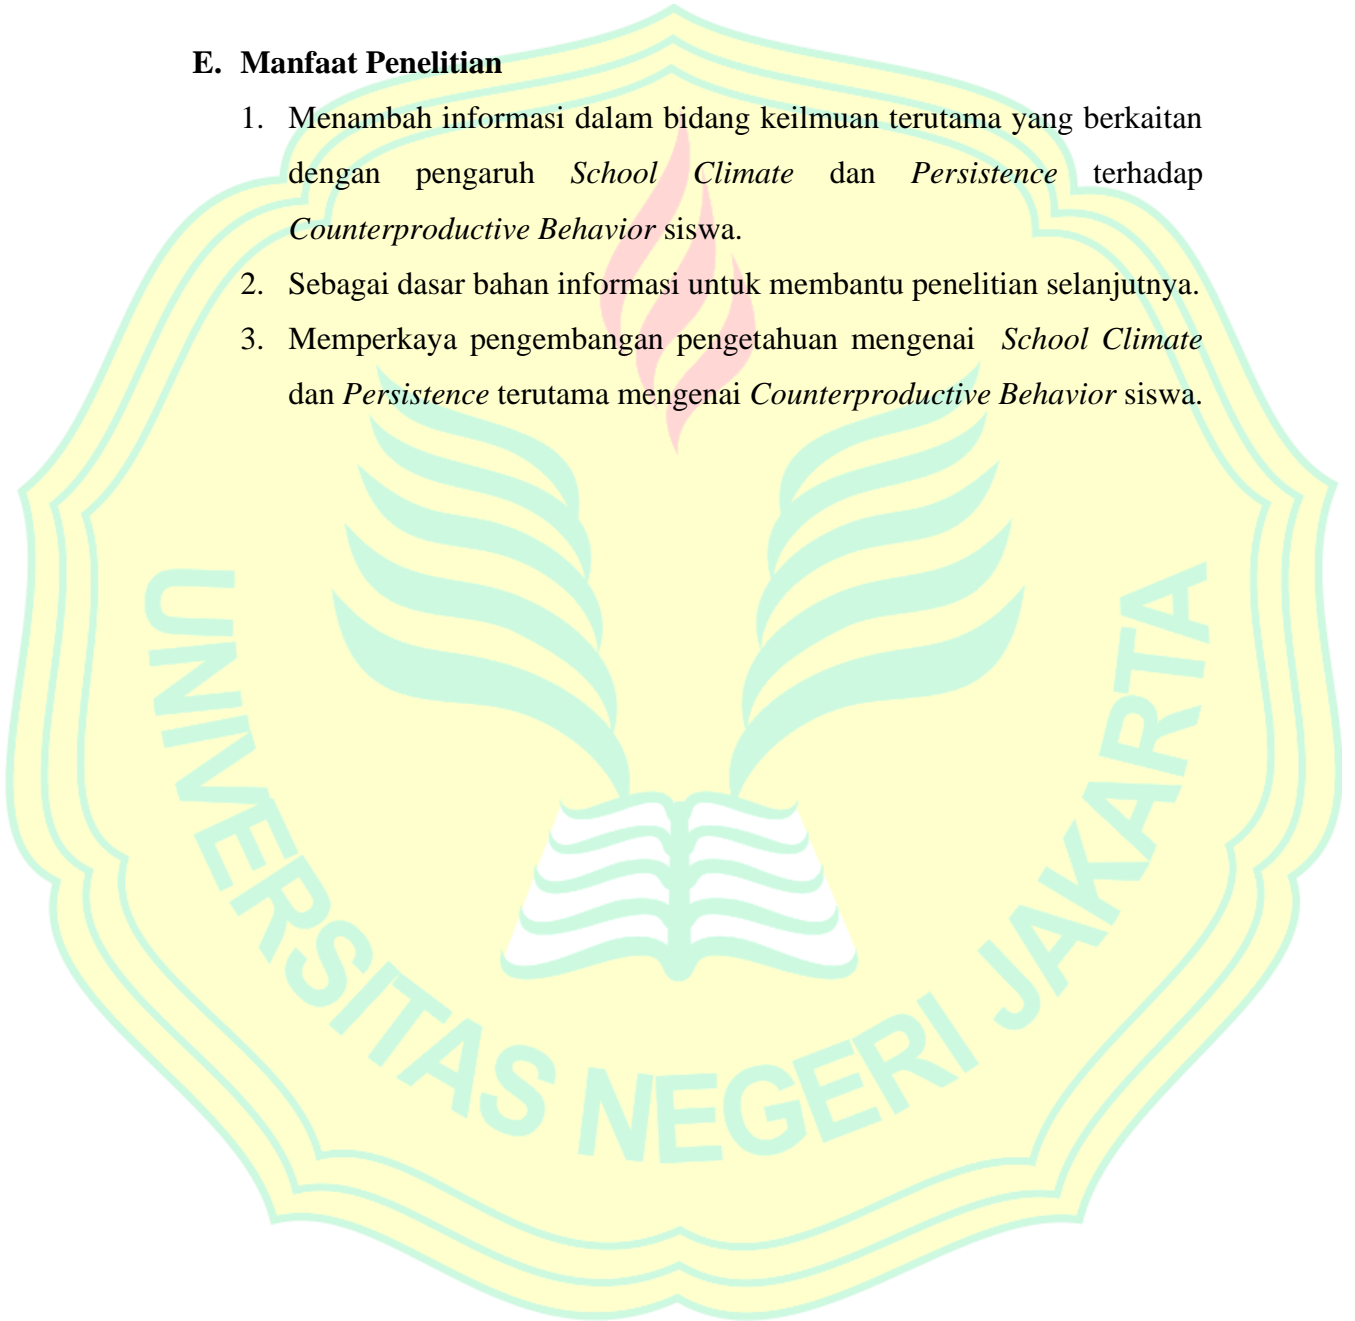 E. Manfaat Penelitian
1. Menambah informasi dalam bidang keilmuan terutama yang berkaitan
dengan pengaruh School Climate dan Persistence terhadap
Counterproductive Behavior siswa.
2. Sebagai dasar bahan informasi untuk membantu penelitian selanjutnya.
3. Memperkaya pengembangan pengetahuan mengenai School Climate
dan Persistence terutama mengenai Counterproductive Behavior siswa.
UNIVERSITAS NEGERI JAKARTA